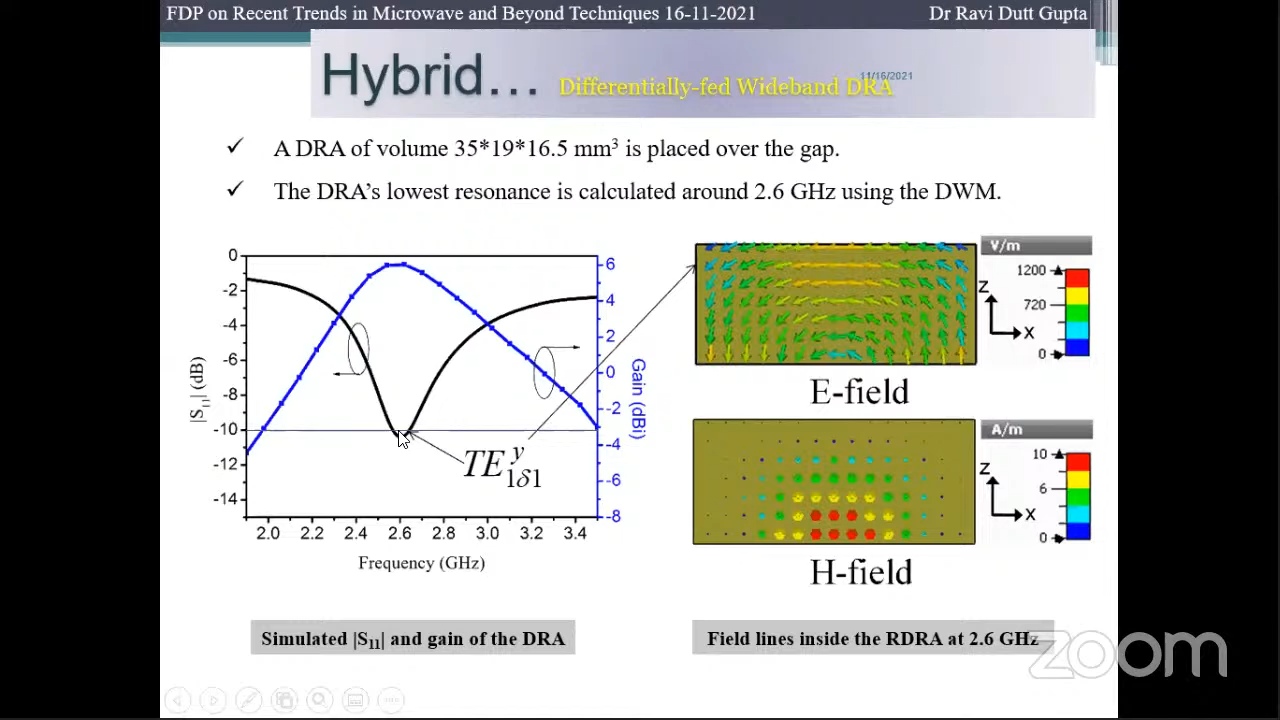 FDP on Recent Trends in Microwave and Beyond Techniques 16-11-2021 Dr Ravi Dutt Gupta
Hybrid… Differentially-fed Wideband DRA 11/16/2021
✓ A DRA of volume 35*19*16.5 mm³ is placed over the gap.
✓ The DRA's lowest resonance is calculated around 2.6 GHz using the DWM.
0
-2
-4
-6
-8
-10
-12
-14
|S₁₁| (dB)
6
4
2
0
-2
-4
-6
-8
Gain (dBi)
TE^y_1δ1
2.0 2.2 2.4 2.6 2.8 3.0 3.2 3.4
Frequency (GHz)
V/m
1200
720
0
Z
X
E-field
A/m
10
6
0
Z
X
H-field
Simulated |S₁₁| and gain of the DRA
Field lines inside the RDRA at 2.6 GHz
zoom